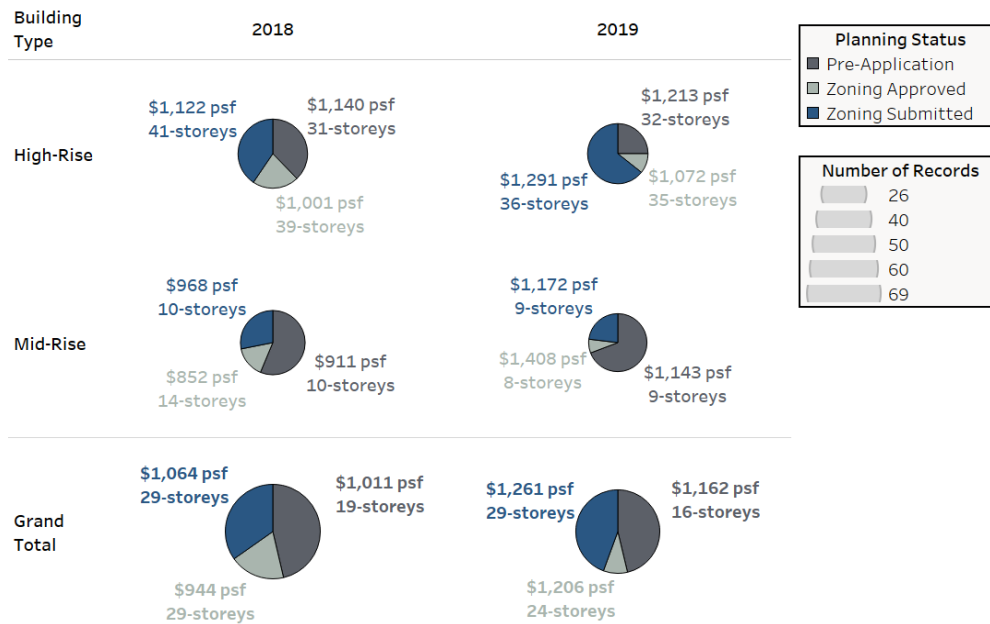 Building
Type
2018
2019
Planning Status
Pre-Application
Zoning Approved
Zoning Submitted
Number of Records
26
40
50
60
69
High-Rise
$1,122 psf
41-storeys
$1,140 psf
31-storeys
$1,001 psf
39-storeys
$1,213 psf
32-storeys
$1,291 psf
36-storeys
$1,072 psf
35-storeys
Mid-Rise
$968 psf
10-storeys
$911 psf
10-storeys
$852 psf
14-storeys
$1,172 psf
9-storeys
$1,408 psf
8-storeys
$1,143 psf
9-storeys
Grand
Total
$1,064 psf
29-storeys
$1,011 psf
19-storeys
$944 psf
29-storeys
$1,261 psf
29-storeys
$1,162 psf
16-storeys
$1,206 psf
24-storeys